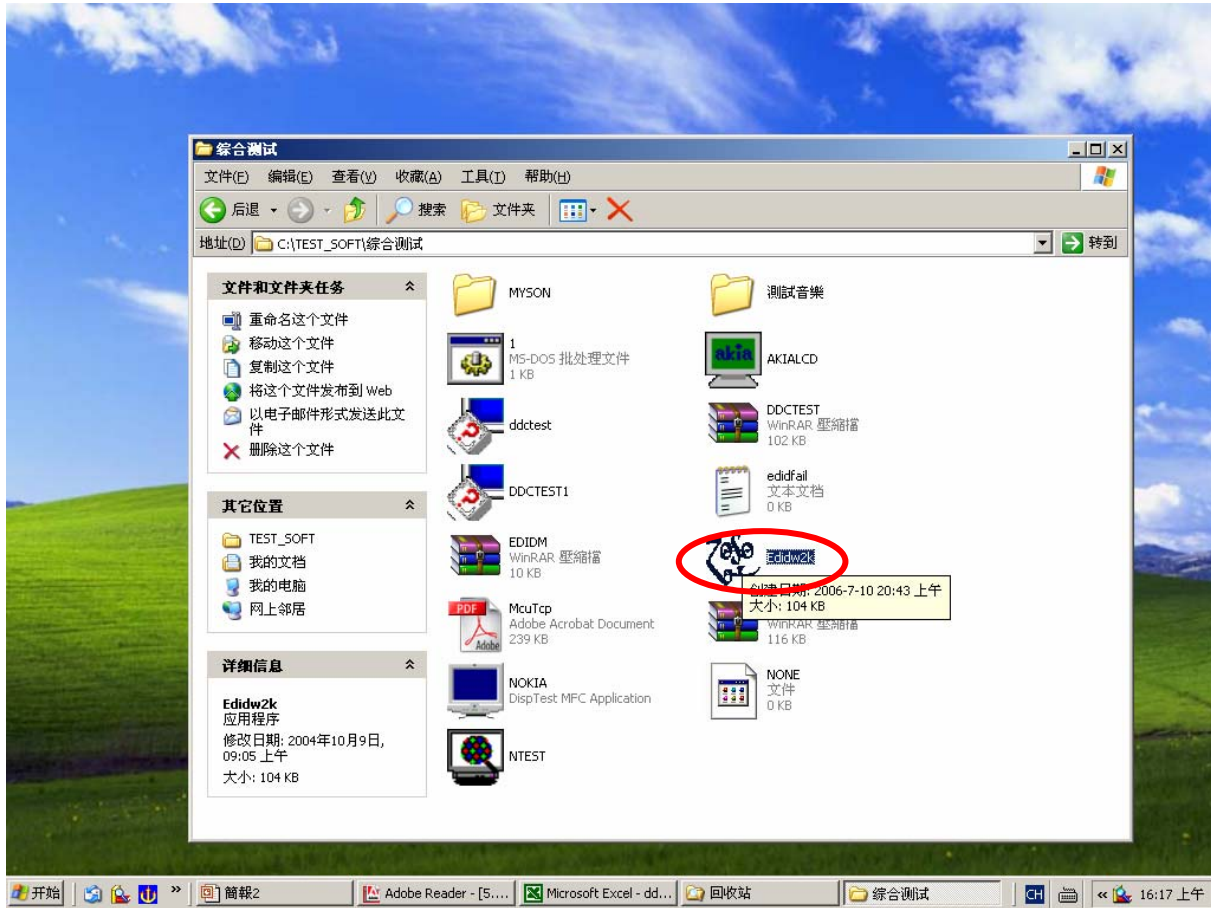 综合测试
文件(F) 编辑(E) 查看(V) 收藏(A) 工具(T) 帮助(H)
后退 搜索 文件夹
地址(D) C:\TEST_SOFT\综合测试 转到
文件和文件夹任务
重命名这个文件
移动这个文件
复制这个文件
将这个文件发布到 Web
以电子邮件形式发送此文
件
删除这个文件
其它位置
TEST_SOFT
我的文档
我的电脑
网上邻居
详细信息
Edidw2k
应用程序
修改日期: 2004年10月9日,
09:05 上午
大小: 104 KB
MYSON
測試音樂
1
MS-DOS 批处理文件
1 KB
akia
AKIALCD
ddctest
DDCTEST
WinRAR 壓縮檔
102 KB
DDCTEST1
edidfail
文本文档
0 KB
EDIDM
WinRAR 壓縮檔
10 KB
Edidw2k
创建日期: 2006-7-10 20:43 上午
大小: 104 KB
PDF
Adobe
McuTcp
Adobe Acrobat Document
239 KB
WinRAR 壓縮檔
116 KB
NOKIA
DispTest MFC Application
NONE
文件
0 KB
NTEST
开始 » 簡報2 Adobe Reader - [5.... Microsoft Excel - dd... 回收站 综合测试 CH « 16:17 上午